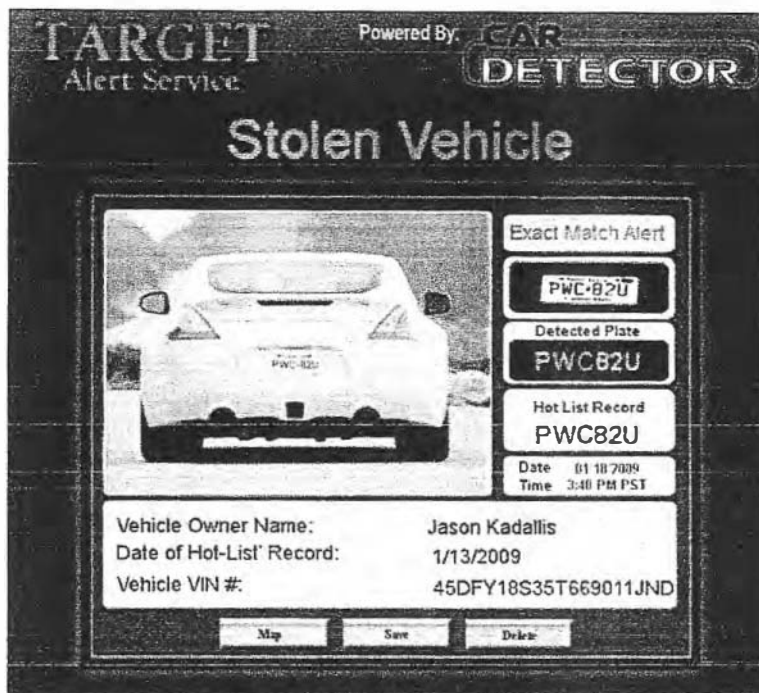 TARGET
Alert Service
Powered By:
CAR
DETECTOR
Stolen Vehicle
Exact Match Alert
PWC-82U
PWC-82U
Detected Plate
PWC82U
Hot List Record
PWC82U
Date 01 18 2009
Time 3:40 PM PST
Vehicle Owner Name: Jason Kadallis
Date of Hot-List' Record: 1/13/2009
Vehicle VIN #: 45DFY18S35T669011JND
Map Save Delete